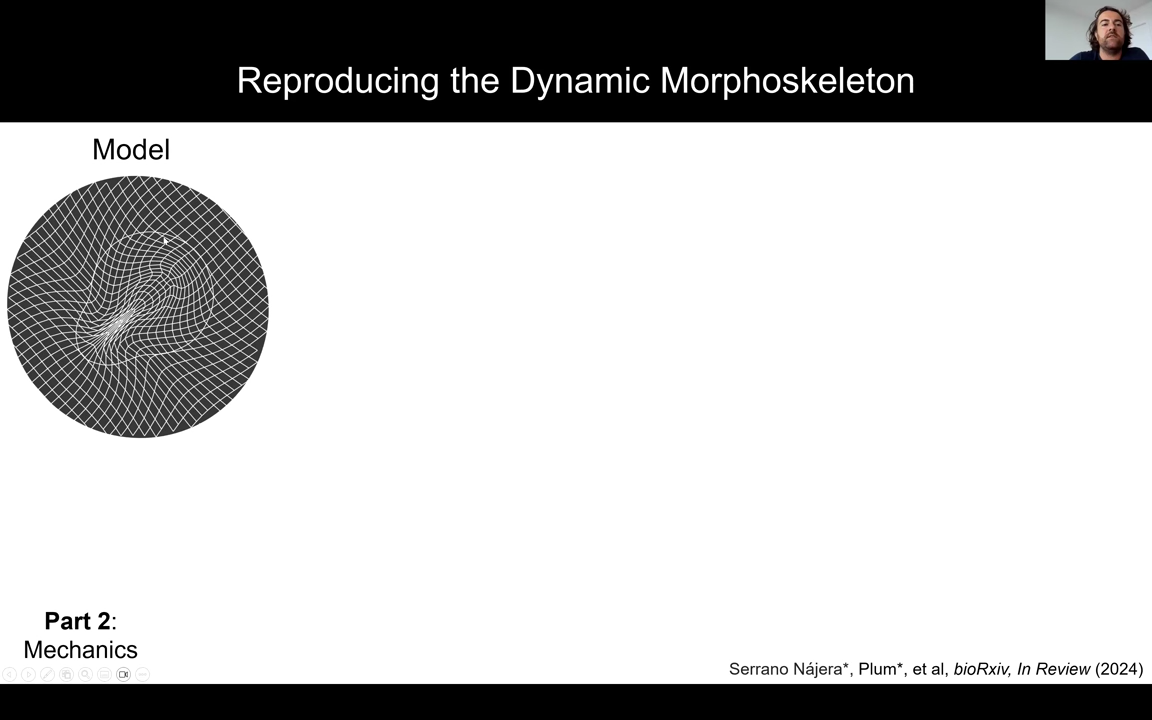 Reproducing the Dynamic Morphoskeleton
Model
Part 2:
Mechanics
Serrano Nájera*, Plum*, et al, bioRxiv, In Review (2024)